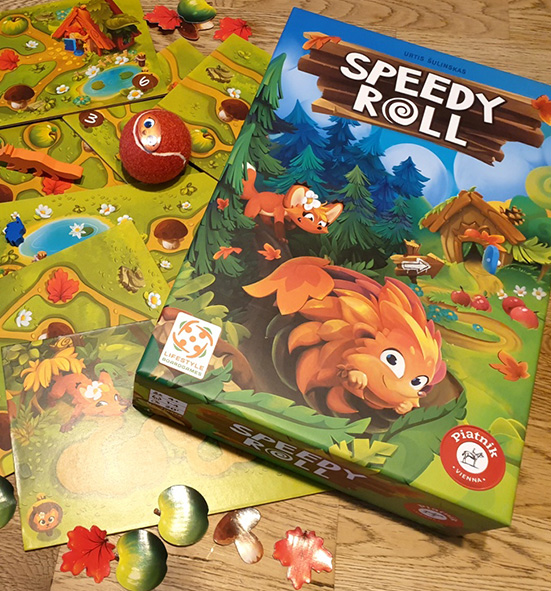 URTIS ŠULINSKAS
SPEEDY
ROLL
LIFESTYLE
BOARDGAMES
Piatnik
VIENNA
SPEEDY
ROLL
6
3